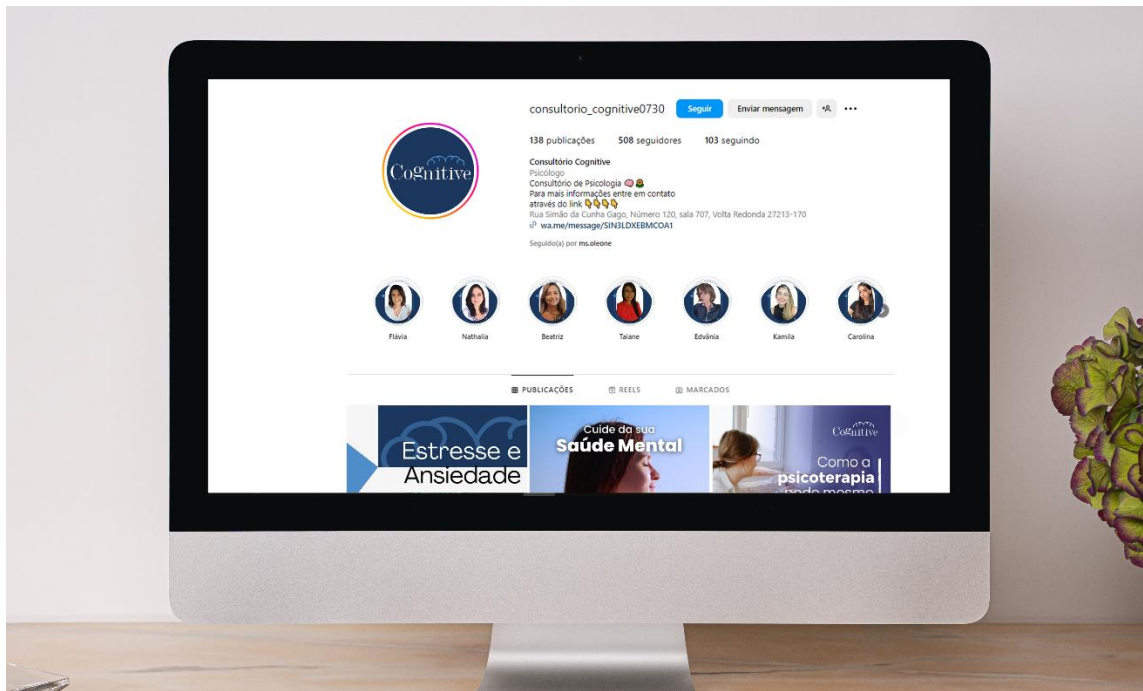 consultorio_cognitive0730 Seguir Enviar mensagem
138 publicações 508 seguidores 103 seguindo
Cognitive
Consultório Cognitive
Psicólogo
Consultório de Psicologia 🧠
Para mais informações entre em contato
através do link 👇👇👇👇
Rua Simão da Cunha Gago, Número 120, sala 707, Volta Redonda 27213-170
wa.me/message/SIN3LDXEBMCOA1
Seguido(a) por ms.oleone
Flávia Nathalia Beatriz Taiane Edvânia Kamila Carolina
PUBLICAÇÕES REELS MARCADOS
Estresse e
Ansiedade
Cuide da sua
Saúde Mental
Cognitive
Como a
psicoterapia
pode mesmo